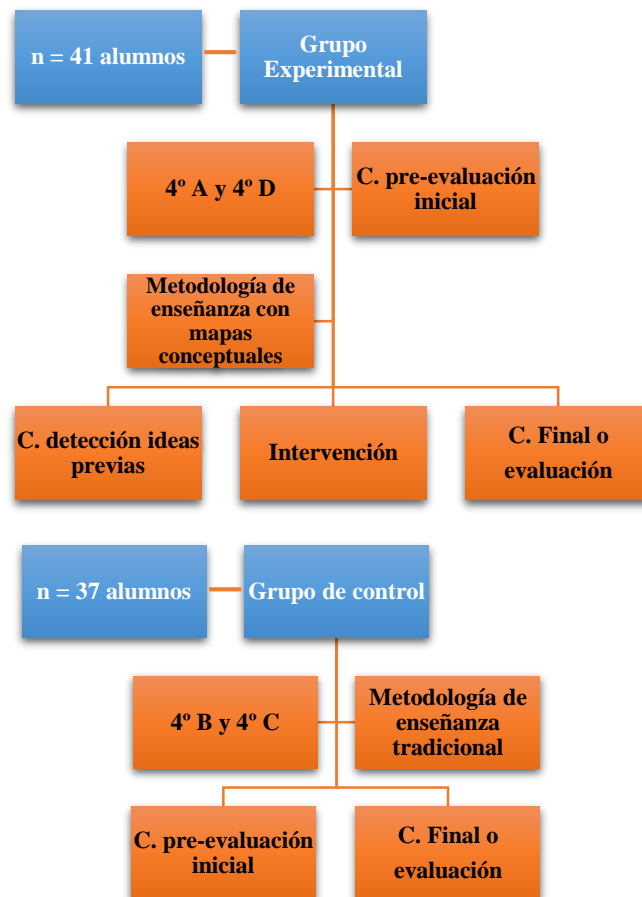 n = 41 alumnos
Grupo
Experimental
4º A y 4º D
C. pre-evaluación
inicial
Metodología de
enseñanza con
mapas
conceptuales
C. detección ideas
previas
Intervención
C. Final o
evaluación
n = 37 alumnos
Grupo de control
4º B y 4º C
Metodología de
enseñanza
tradicional
C. pre-evaluación
inicial
C. Final o
evaluación